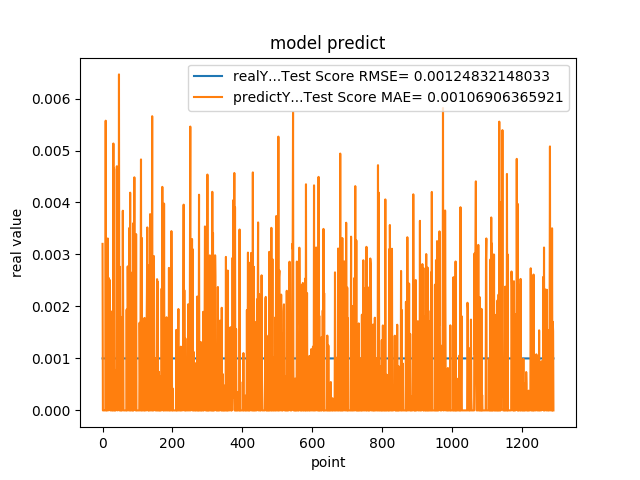 model predict
realY...Test Score RMSE= 0.00124832148033
predictY...Test Score MAE= 0.00106906365921
0.006
0.005
0.004
0.003
0.002
0.001
0.000
real value
0 200 400 600 800 1000 1200
point